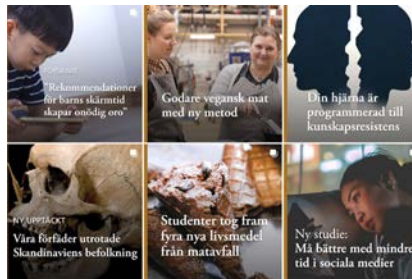 FORSKARE
"Rekommendationer
för barns skärmtid
skapar onödig oro"
Godare vegansk mat
med ny metod
Din hjärna är
programmerad till
kunskapsresistens
NY UPPTÄCKT
Våra förfäder utrotade
Skandinaviens befolkning
Studenter tog fram
fyra nya livsmedel
från matavfall
Ny studie:
Må bättre med mindre
tid i sociala medier